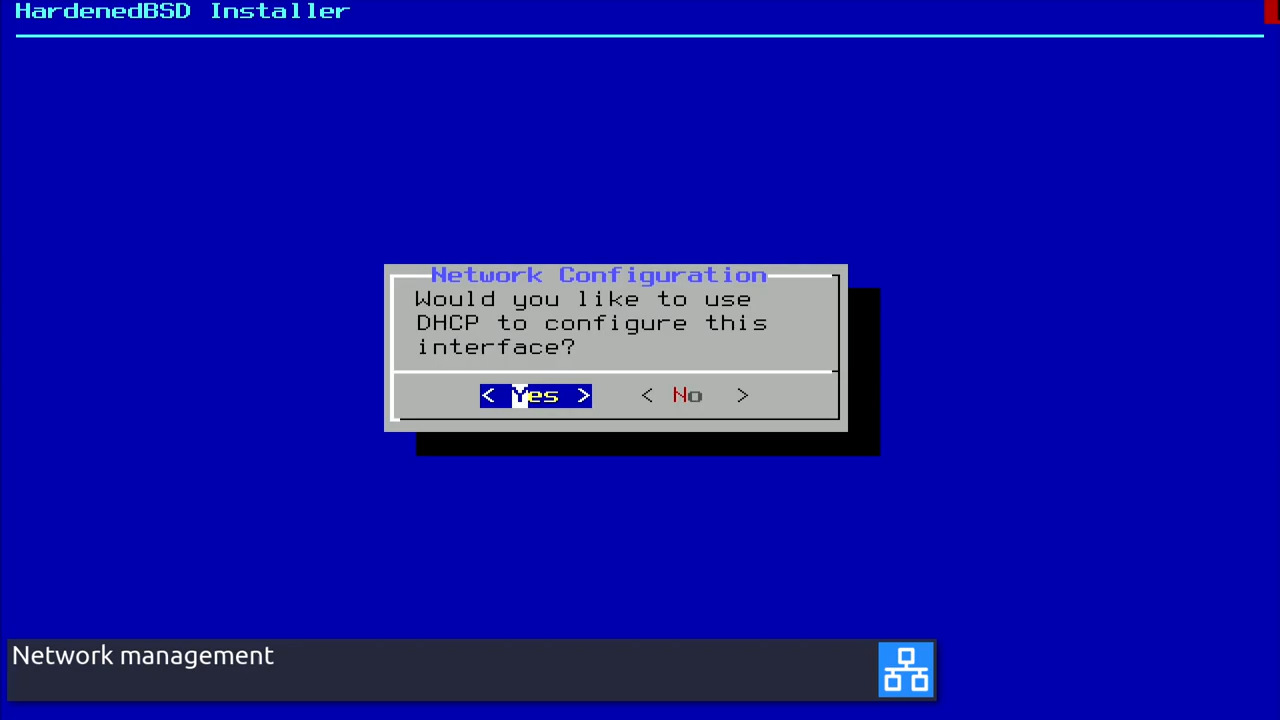 HardenedBSD Installer
Network Configuration
Would you like to use
DHCP to configure this
interface?
< Yes > < No >
Network management